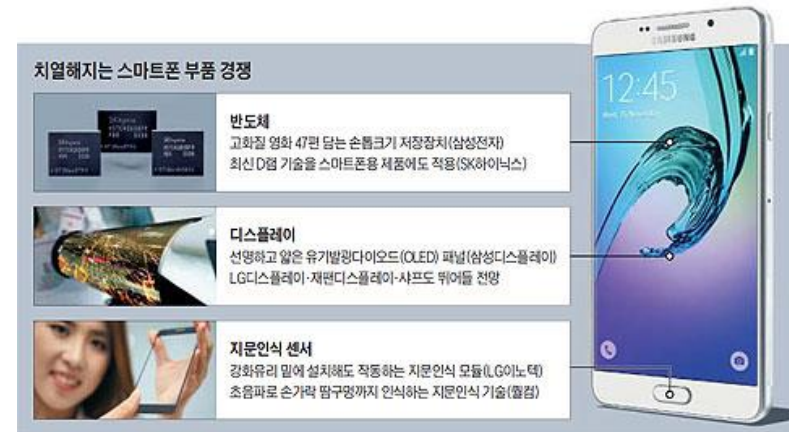 치열해지는 스마트폰 부품 경쟁
반도체
고화질 영화 47편 담는 손톱크기 저장장치(삼성전자)
최신 D램 기술을 스마트폰용 제품에도 적용(SK하이닉스)
디스플레이
선명하고 얇은 유기발광다이오드(OLED) 패널(삼성디스플레이)
LG디스플레이·재팬디스플레이·샤프도 뛰어들 전망
지문인식 센서
강화유리 밑에 설치해도 작동하는 지문인식 모듈(LG이노텍)
초음파로 손가락 땀구멍까지 인식하는 지문인식 기술(퀄컴)
SAMSUNG
12:45